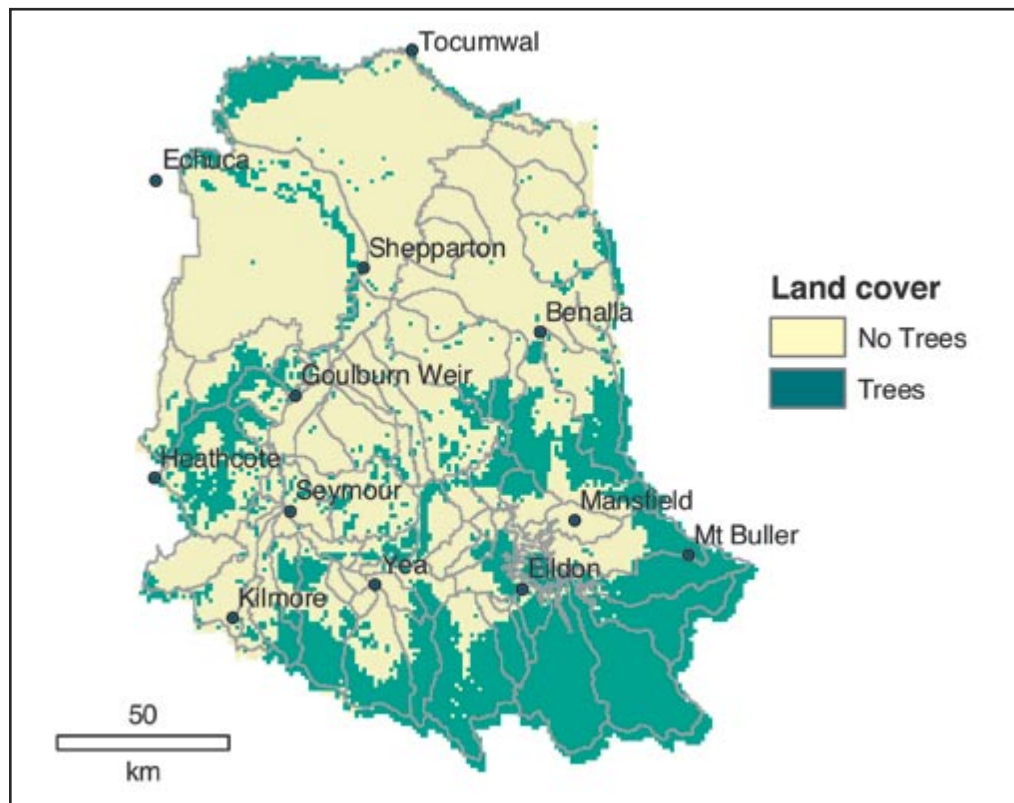 Tocumwal
Echuca
Shepparton
Benalla
Land cover
No Trees
Trees
Goulburn Weir
Heathcote
Seymour
Mansfield
Mt Buller
Yea
Eildon
Kilmore
50
km